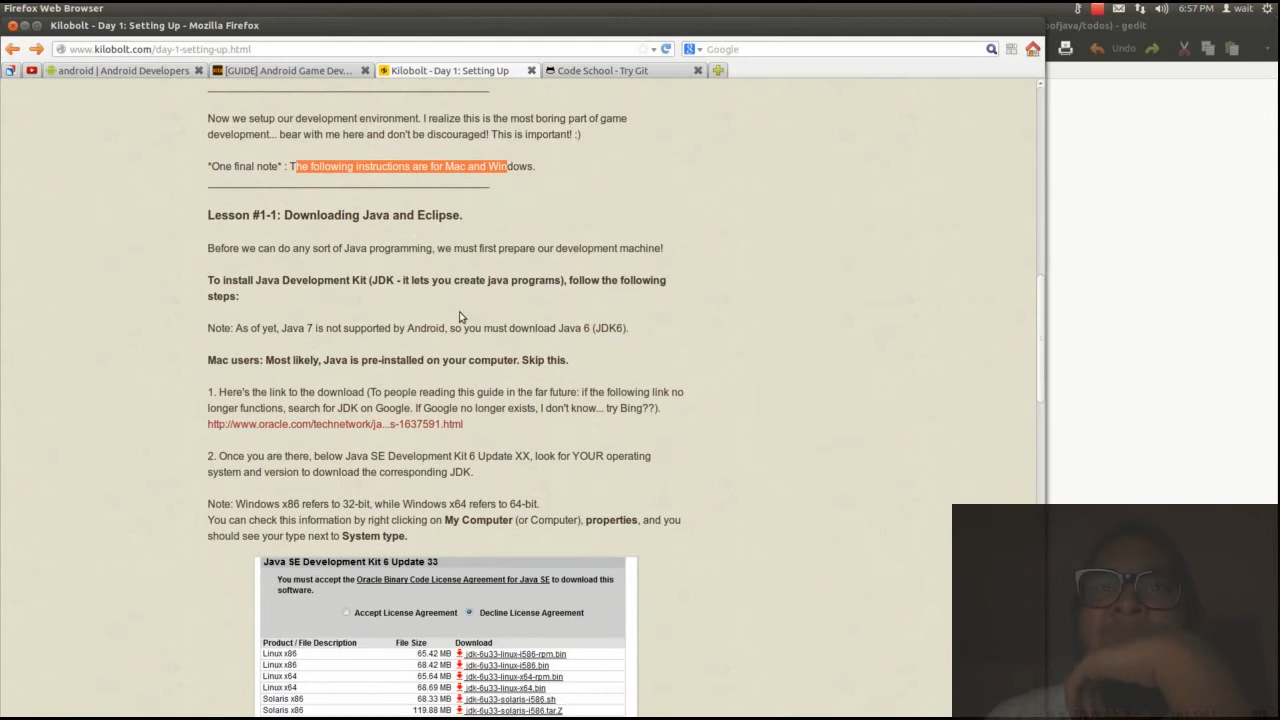 Firefox Web Browser
6:57 PM
wait
Kilobolt - Day 1: Setting Up - Mozilla Firefox
ofjava/todos) - gedit
www.kilobolt.com/day-1-setting-up.html
Google
Undo
android | Android Developers
[GUIDE] Android Game Dev...
Kilobolt - Day 1: Setting Up
Code School - Try Git
Now we setup our development environment. I realize this is the most boring part of game
development... bear with me here and don't be discouraged! This is important! :)
*One final note* : The following instructions are for Mac and Windows.
Lesson #1-1: Downloading Java and Eclipse.
Before we can do any sort of Java programming, we must first prepare our development machine!
To install Java Development Kit (JDK - it lets you create java programs), follow the following
steps:
Note: As of yet, Java 7 is not supported by Android, so you must download Java 6 (JDK6).
Mac users: Most likely, Java is pre-installed on your computer. Skip this.
1. Here's the link to the download (To people reading this guide in the far future: if the following link no
longer functions, search for JDK on Google. If Google no longer exists, I don't know... try Bing??).
http://www.oracle.com/technetwork/ja...s-1637591.html
2. Once you are there, below Java SE Development Kit 6 Update XX, look for YOUR operating
system and version to download the corresponding JDK.
Note: Windows x86 refers to 32-bit, while Windows x64 refers to 64-bit.
You can check this information by right clicking on My Computer (or Computer), properties, and you
should see your type next to System type.
Java SE Development Kit 6 Update 33
You must accept the Oracle Binary Code License Agreement for Java SE to download this
software.
Accept License Agreement Decline License Agreement
Product / File Description File Size Download
Linux x86 65.42 MB jdk-6u33-linux-i586-rpm.bin
Linux x86 68.42 MB jdk-6u33-linux-i586.bin
Linux x64 65.64 MB jdk-6u33-linux-x64-rpm.bin
Linux x64 68.69 MB jdk-6u33-linux-x64.bin
Solaris x86 68.33 MB jdk-6u33-solaris-i586.sh
Solaris x86 119.88 MB jdk-6u33-solaris-i586.tar.Z